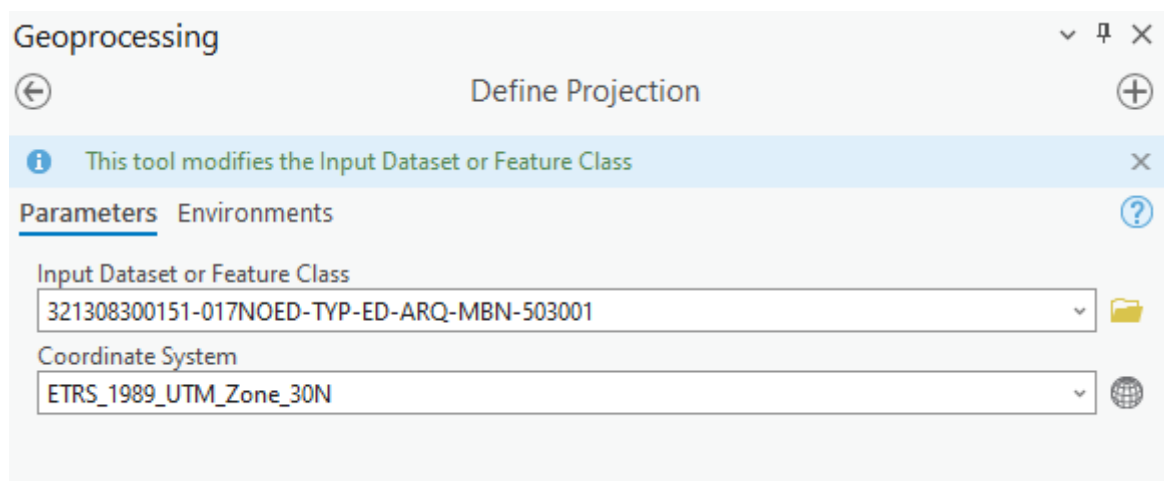 Geoprocessing
Define Projection
This tool modifies the Input Dataset or Feature Class
Parameters Environments
Input Dataset or Feature Class
321308300151-017NOED-TYP-ED-ARQ-MBN-503001
Coordinate System
ETRS_1989_UTM_Zone_30N